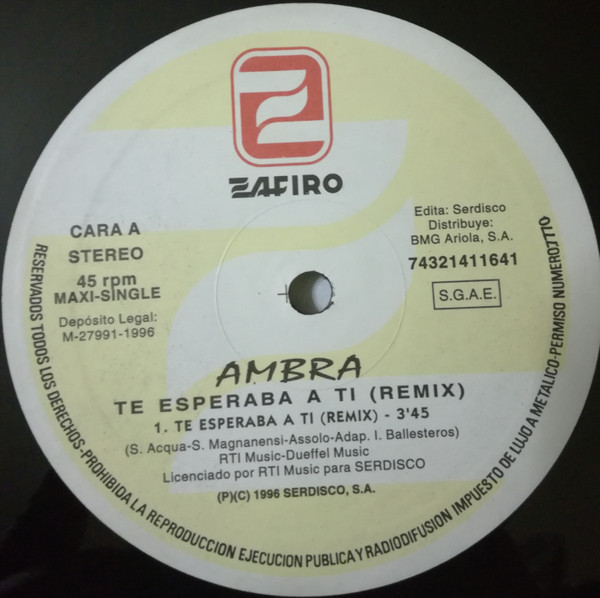 ZAFIRO
CARA A
STEREO
45 rpm
MAXI-SINGLE
Depósito Legal:
M-27991-1996
Edita: Serdisco
Distribuye:
BMG Ariola, S.A.
74321411641
S.G.A.E.
AMBRA
TE ESPERABA A TI (REMIX)
1. TE ESPERABA A TI (REMIX) - 3'45
(S. Acqua-S. Magnanensi-Assolo-Adap. I. Ballesteros)
RTI Music-Dueffel Music
Licenciado por RTI Music para SERDISCO
(P)(C) 1996 SERDISCO, S.A.
RESERVADOS TODOS LOS DERECHOS-PROHIBIDA LA REPRODUCCION EJECUCION PUBLICA Y RADIODIFUSION IMPUESTO DE LUJO A METALICO-PERMISO NUMERO7770